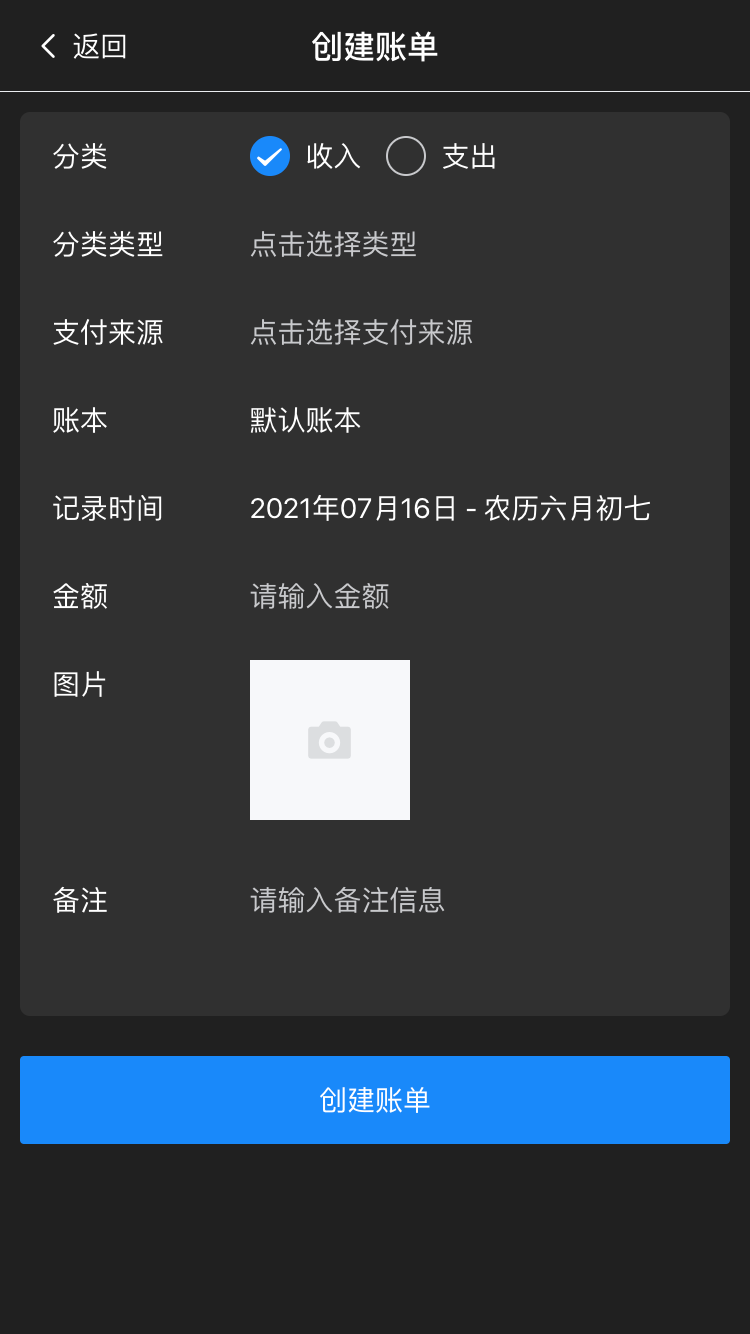 返回 创建账单
分类 收入 支出
分类类型 点击选择类型
支付来源 点击选择支付来源
账本 默认账本
记录时间 2021年07月16日 - 农历六月初七
金额 请输入金额
图片
备注 请输入备注信息
创建账单